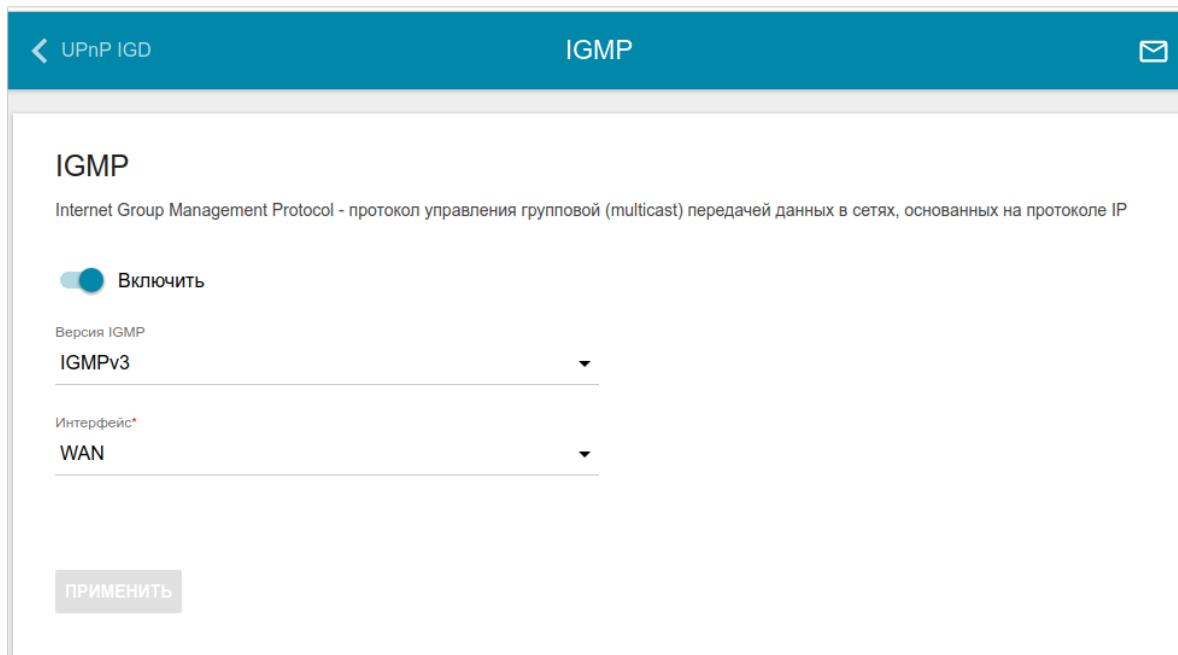 UPnP IGD
IGMP
IGMP
Internet Group Management Protocol - протокол управления групповой (multicast) передачей данных в сетях, основанных на протоколе IP
Включить
Версия IGMP
IGMPv3
Интерфейс*
WAN
ПРИМЕНИТЬ